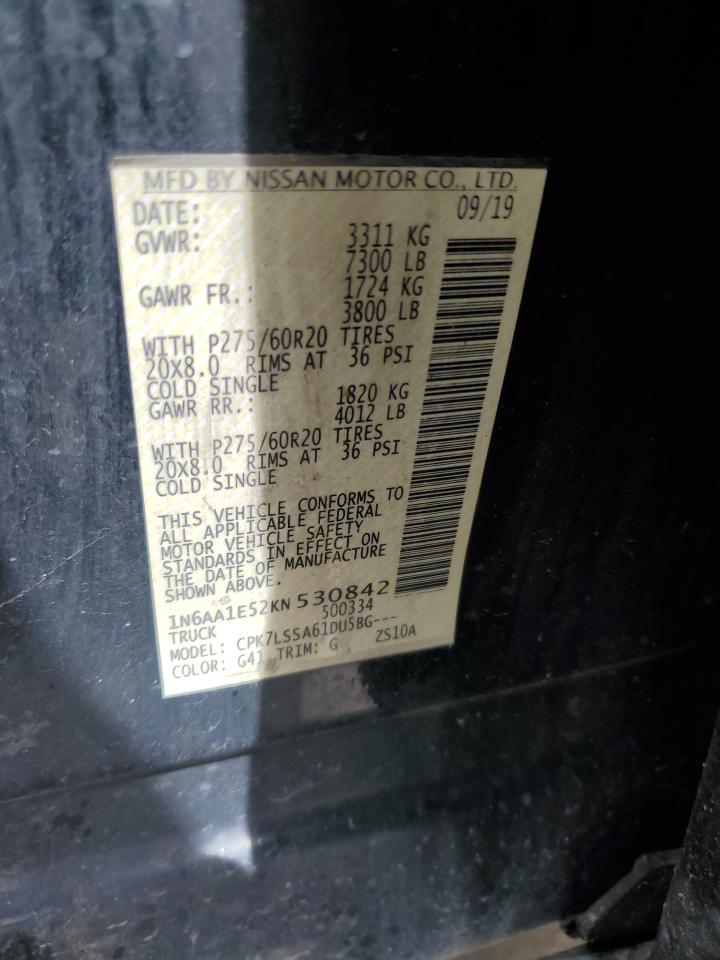 MFD BY NISSAN MOTOR CO., LTD.
DATE: 09/19
GVWR: 3311 KG
7300 LB
GAWR FR.: 1724 KG
3800 LB
WITH P275/60R20 TIRES
20X8.0 RIMS AT 36 PSI
COLD SINGLE
GAWR RR.: 1820 KG
4012 LB
WITH P275/60R20 TIRES
20X8.0 RIMS AT 36 PSI
COLD SINGLE
THIS VEHICLE CONFORMS TO
ALL APPLICABLE FEDERAL
MOTOR VEHICLE SAFETY
STANDARDS IN EFFECT ON
THE DATE OF MANUFACTURE
SHOWN ABOVE.
1N6AA1E52KN530842
TRUCK 500334
MODEL: CPK7LSSA61DU5BG---
COLOR: G41 TRIM: G ZS10A